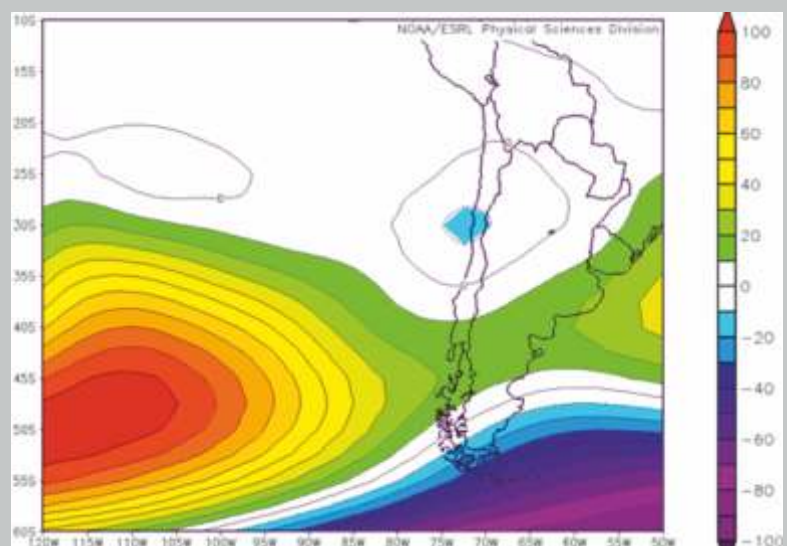 NOAA/ESRL Physical Sciences Division
10S
15S
20S
25S
30S
35S
40S
45S
50S
55S
60S
120W 115W 110W 105W 100W 95W 90W 85W 80W 75W 70W 65W 60W 55W 50W
100
80
60
40
20
0
-20
-40
-60
-80
-100